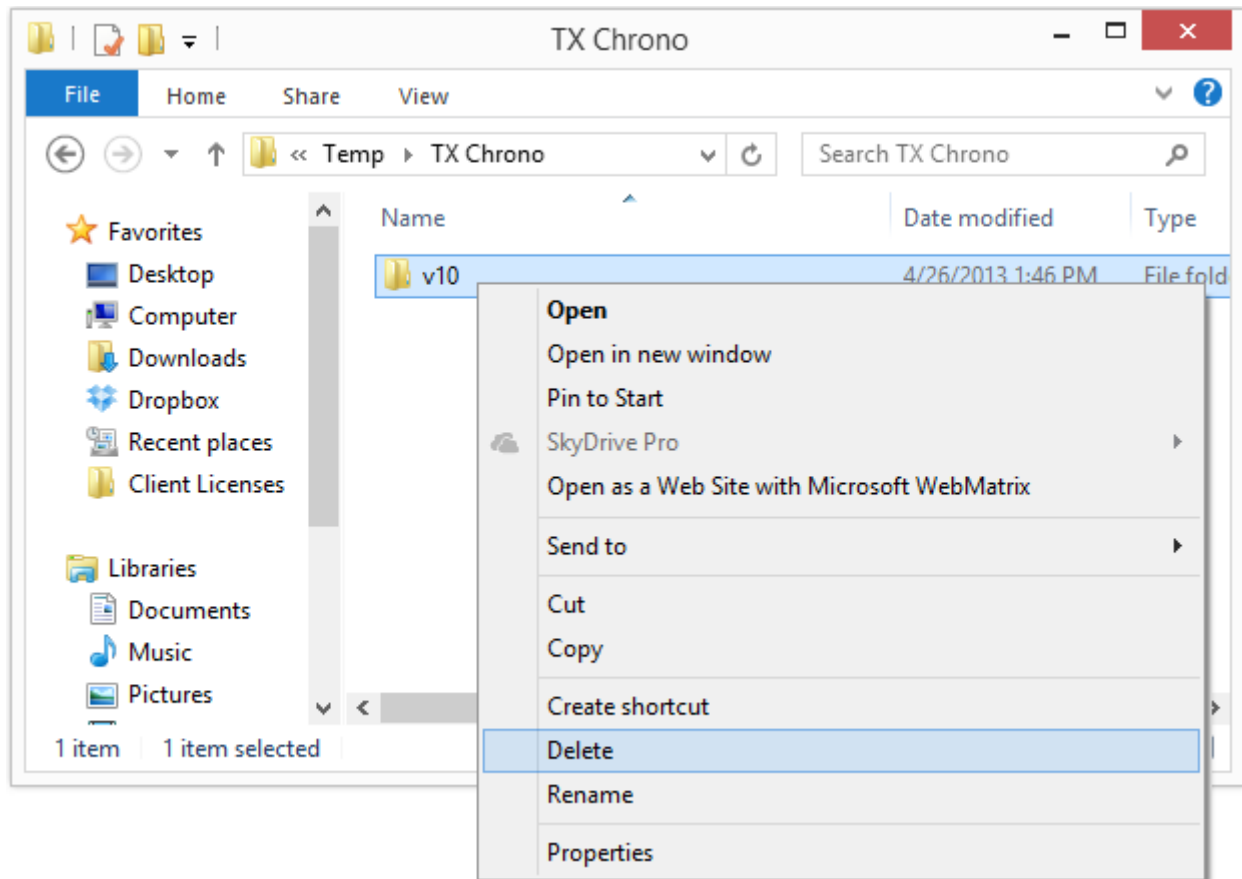 TX Chrono
File Home Share View
« Temp TX Chrono
Search TX Chrono
Name Date modified Type
Favorites
Desktop
Computer
Downloads
Dropbox
Recent places
Client Licenses
Libraries
Documents
Music
Pictures
v10 4/26/2013 1:46 PM File fold
Open
Open in new window
Pin to Start
SkyDrive Pro
Open as a Web Site with Microsoft WebMatrix
Send to
Cut
Copy
Create shortcut
Delete
Rename
Properties
1 item 1 item selected